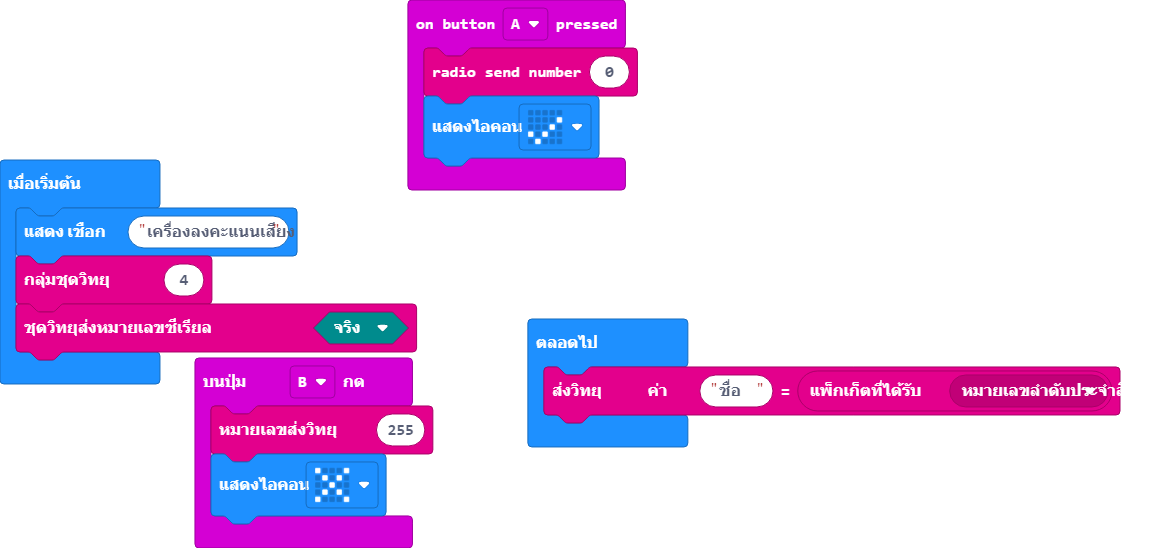 on button A pressed
radio send number 0
แสดงไอคอน
เมื่อเริ่มต้น
แสดง เชือก "เครื่องลงคะแนนเสียง"
กลุ่มชุดวิทยุ 4
ชุดวิทยุส่งหมายเลขซีเรียล จริง
บนปุ่ม B กด
หมายเลขส่งวิทยุ 255
แสดงไอคอน
ตลอดไป
ส่งวิทยุ ค่า "ชื่อ" = แพ็กเก็ตที่ได้รับ หมายเลขลำดับประจำ